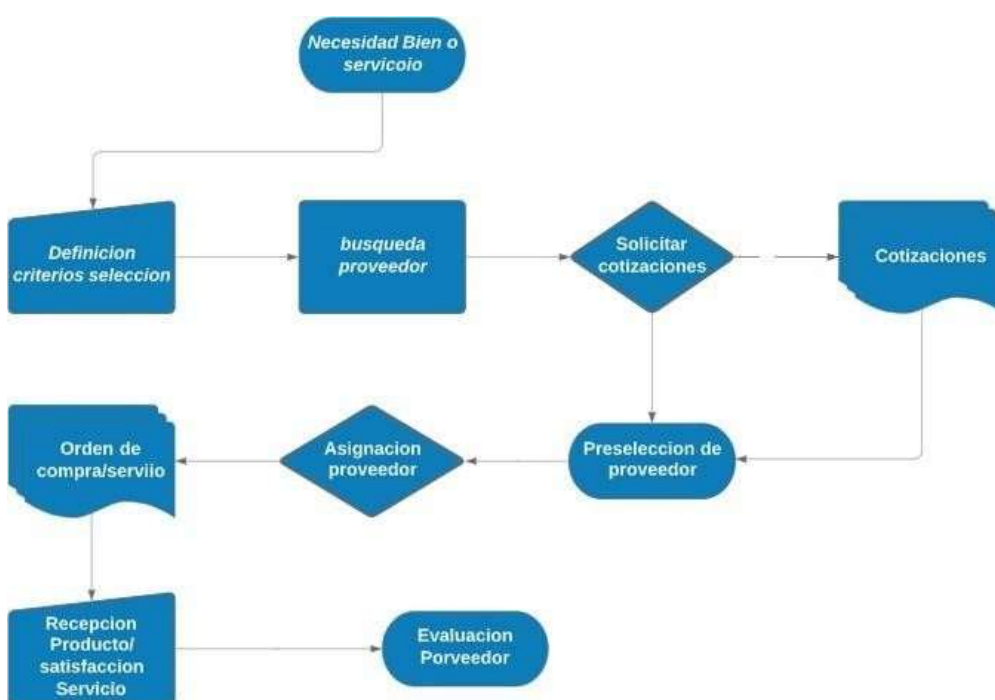 Necesidad Bien o
servicoio
Definicion
criterios seleccion
busqueda
proveedor
Solicitar
cotizaciones
Cotizaciones
Orden de
compra/serviio
Asignacion
proveedor
Preseleccion de
proveedor
Recepcion
Producto/
satisfaccion
Servicio
Evaluacion
Porveedor